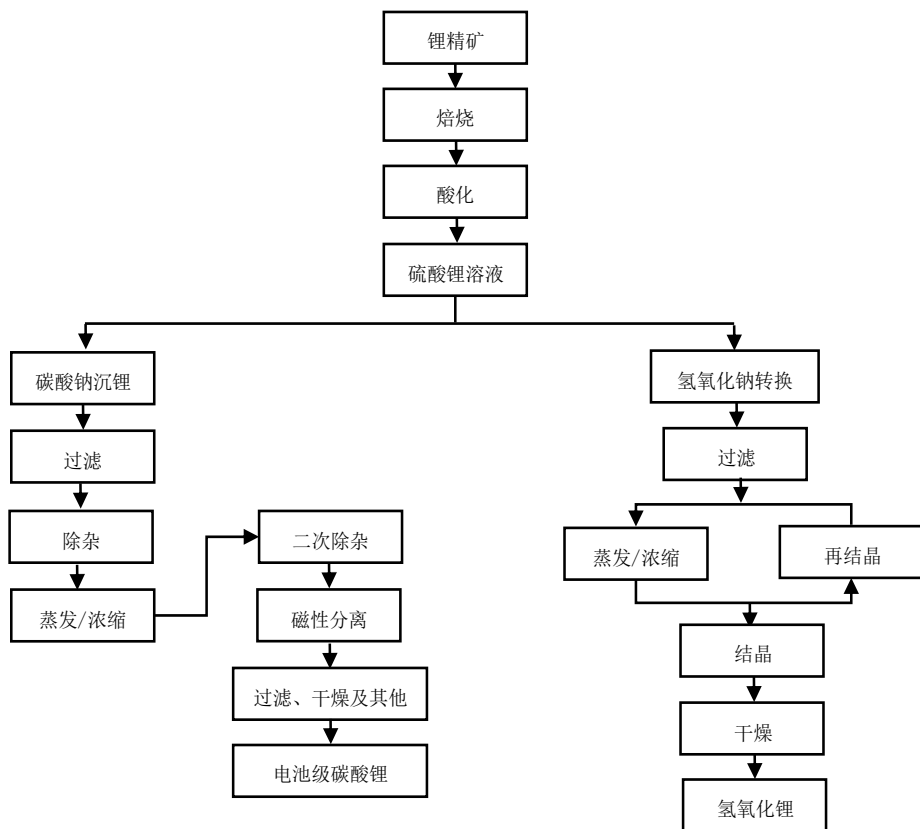 锂精矿
焙烧
酸化
硫酸锂溶液
碳酸钠沉锂
过滤
除杂
蒸发/浓缩
二次除杂
磁性分离
过滤、干燥及其他
电池级碳酸锂
氢氧化钠转换
过滤
蒸发/浓缩
再结晶
结晶
干燥
氢氧化锂